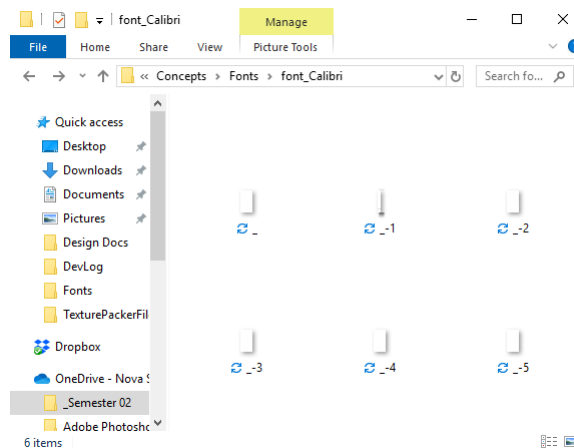 font_Calibri
Manage
File
Home
Share
View
Picture Tools
« Concepts > Fonts > font_Calibri
Search fo...
Quick access
Desktop
Downloads
Documents
Pictures
Design Docs
DevLog
Fonts
TexturePackerFil
Dropbox
OneDrive - Nova S
_Semester 02
Adobe Photosho
_
_-1
_-2
_-3
_-4
_-5
6 items